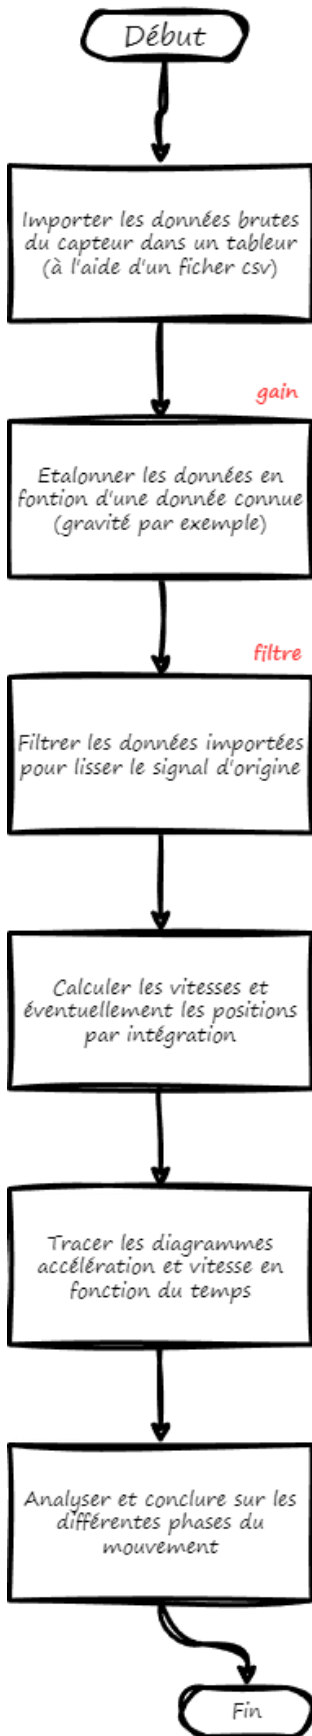 Début
Importer les données brutes
du capteur dans un tableur
(à l'aide d'un ficher csv)
gain
Etalonner les données en
fontion d'une donnée connue
(gravité par exemple)
filtre
Filtrer les données importées
pour lisser le signal d'origine
Calculer les vitesses et
éventuellement les positions
par intégration
Tracer les diagrammes
accélération et vitesse en
fonction du temps
Analyser et conclure sur les
différentes phases du
mouvement
Fin